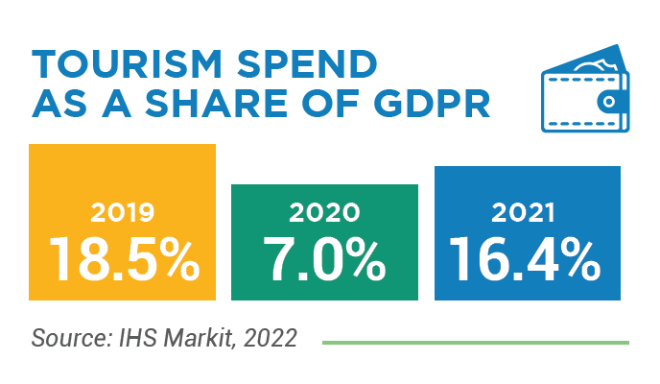 TOURISM SPEND
AS A SHARE OF GDPR
2019
18.5%
2020
7.0%
2021
16.4%
Source: IHS Markit, 2022